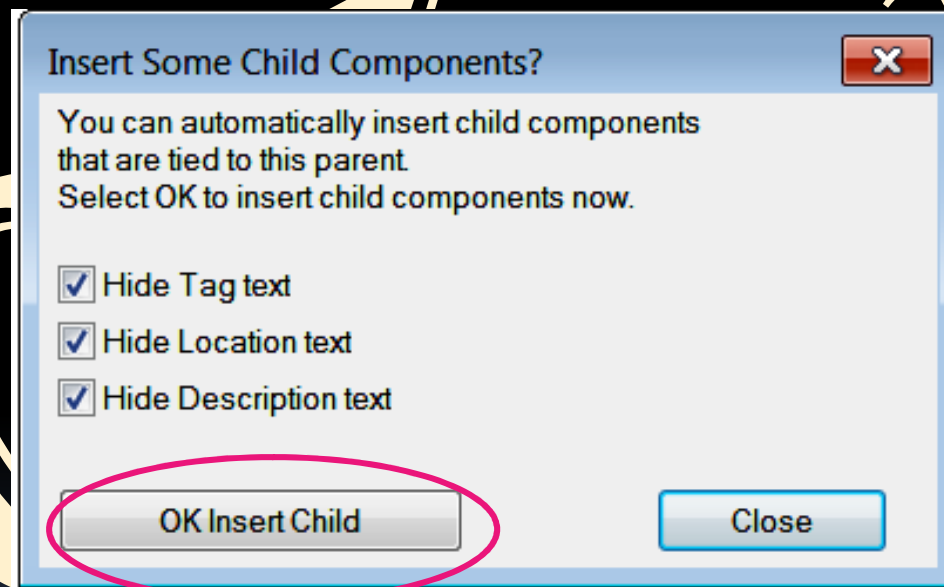 Insert Some Child Components?
You can automatically insert child components
that are tied to this parent.
Select OK to insert child components now.
Hide Tag text
Hide Location text
Hide Description text
OK Insert Child
Close